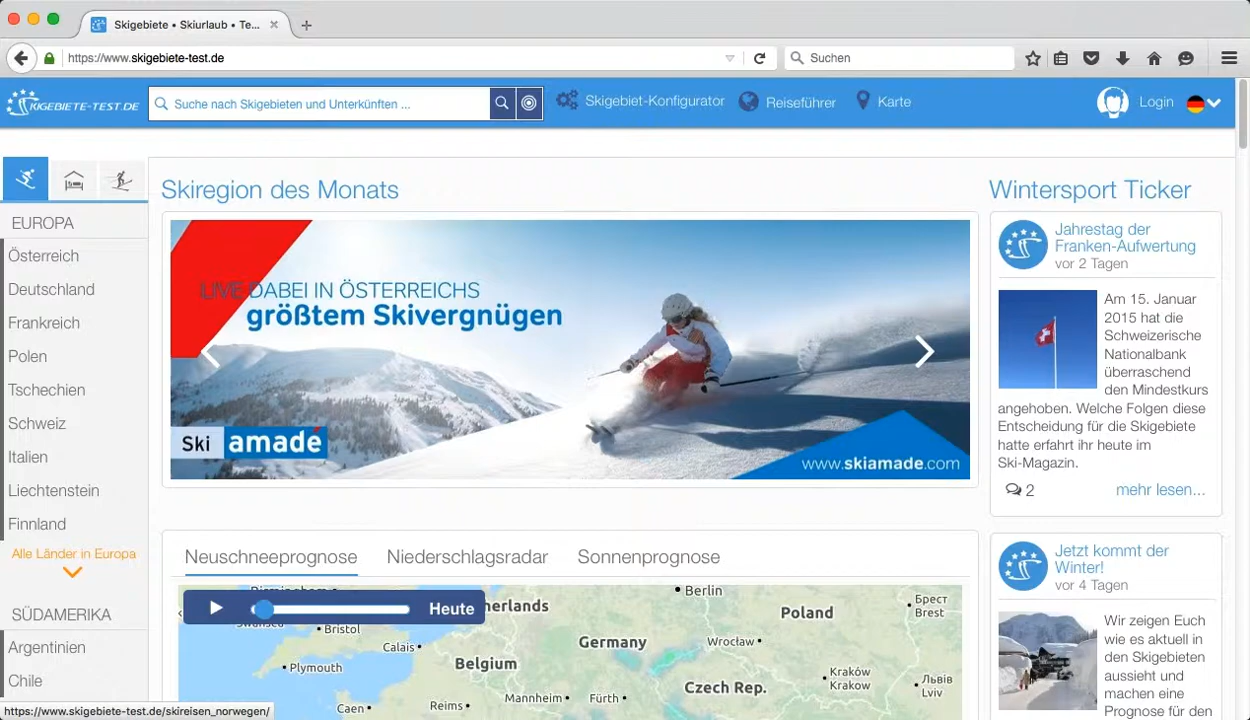 Skigebiete • Skiurlaub • Te...
https://www.skigebiete-test.de
Suchen
SKIGEBIETE-TEST.DE
Suche nach Skigebieten und Unterkünften ...
Skigebiet-Konfigurator
Reiseführer
Karte
Login
EUROPA
Österreich
Deutschland
Frankreich
Polen
Tschechien
Schweiz
Italien
Liechtenstein
Finnland
Alle Länder in Europa
SÜDAMERIKA
Argentinien
Chile
https://www.skigebiete-test.de/skireisen_norwegen/
Skiregion des Monats
LIVE DABEI IN ÖSTERREICHS
größtem Skivergnügen
Ski amadé
www.skiamade.com
Neuschneeprognose
Niederschlagsradar
Sonnenprognose
Heute
Berlin
Брест
Brest
Poland
Bristol
Calais
Germany
Wrocław
Belgium
Plymouth
Kraków
Krakow
Львів
Lviv
Czech Rep.
Mannheim
Fürth
Caen
Reims
Wintersport Ticker
Jahrestag der
Franken-Aufwertung
vor 2 Tagen
Am 15. Januar
2015 hat die
Schweizerische
Nationalbank
überraschend
den Mindestkurs
angehoben. Welche Folgen diese
Entscheidung für die Skigebiete
hatte erfahrt ihr heute im
Ski-Magazin.
2
mehr lesen...
Jetzt kommt der
Winter!
vor 4 Tagen
Wir zeigen Euch
wie es aktuell in
den Skigebieten
aussieht und
machen eine
Prognose für den